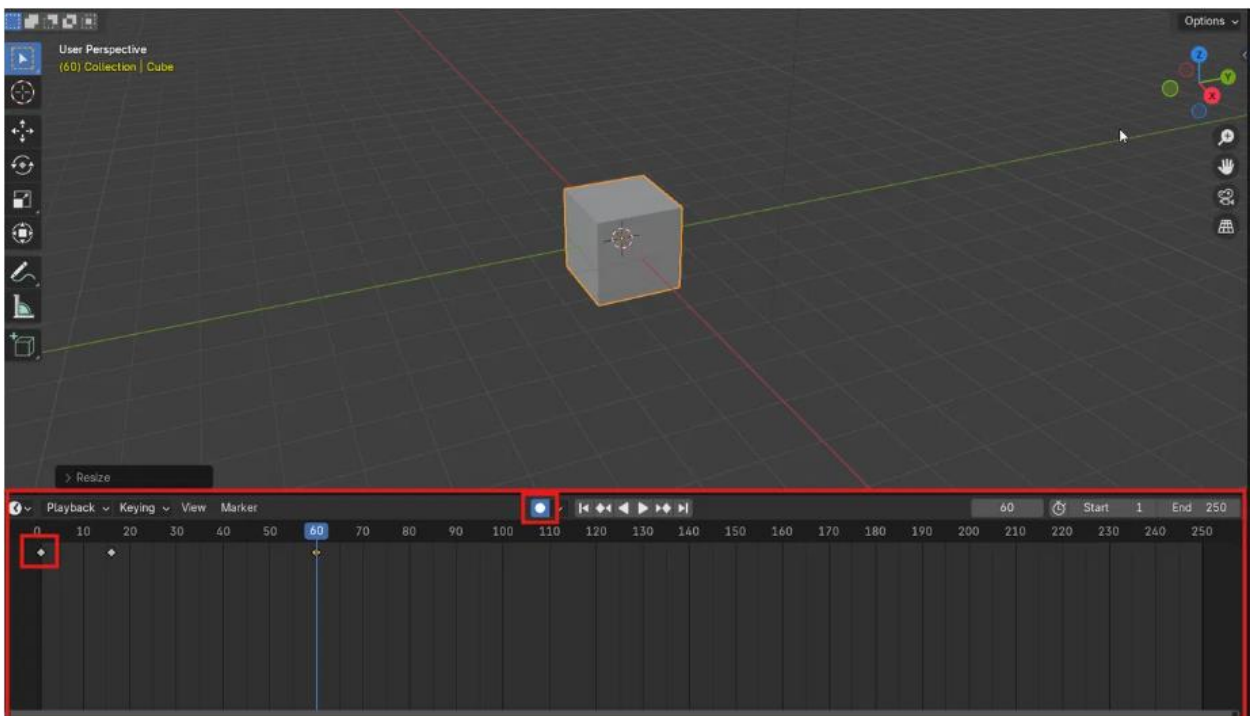 Options
User Perspective
(60) Collection | Cube
Z
Y
X
> Resize
Playback Keying View Marker
60 Start 1 End 250
0 10 20 30 40 50 60 70 80 90 100 110 120 130 140 150 160 170 180 190 200 210 220 230 240 250